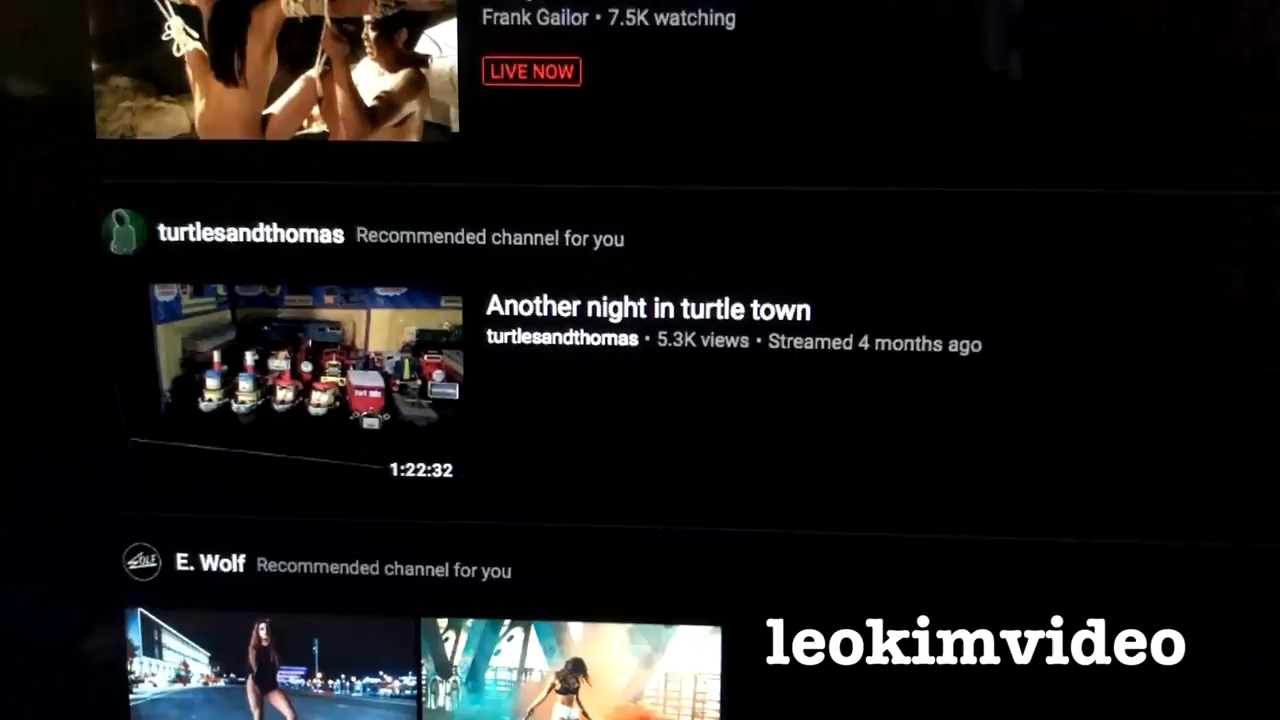 Frank Gailor • 7.5K watching
LIVE NOW
turtlesandthomas Recommended channel for you
Another night in turtle town
turtlesandthomas • 5.3K views • Streamed 4 months ago
1:22:32
E. Wolf Recommended channel for you
leokimvideo